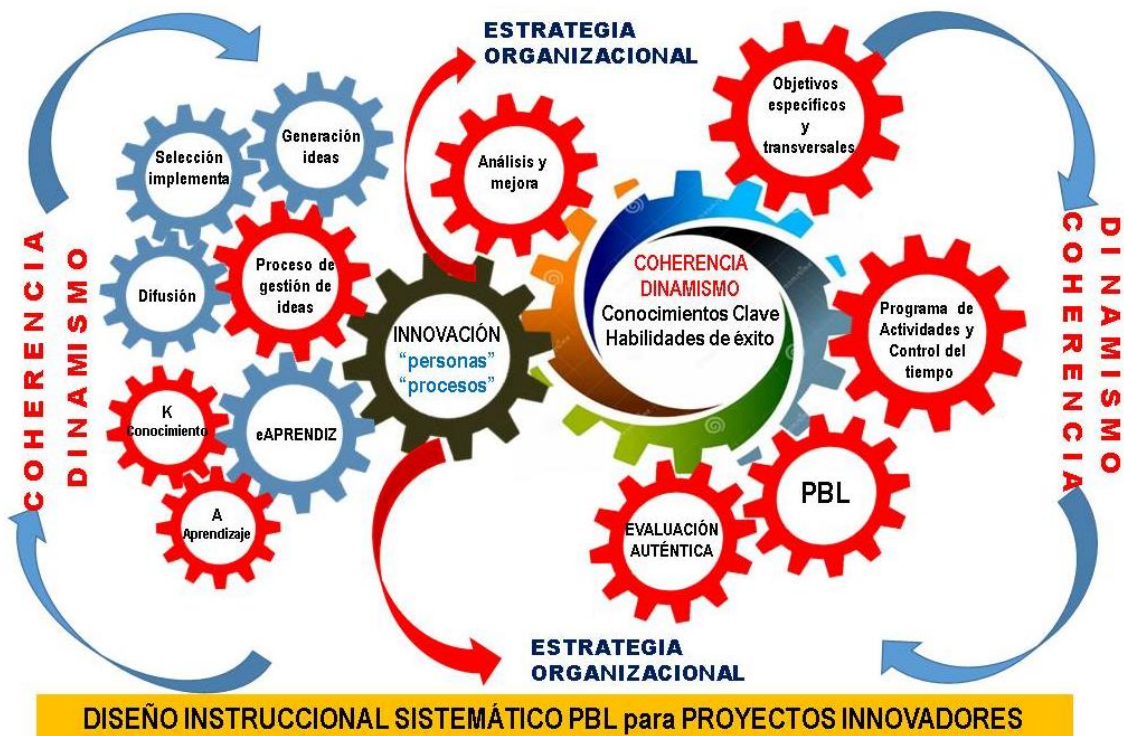 ESTRATEGIA
ORGANIZACIONAL
Generación
ideas
Selección
implementa
Difusión
Proceso de
gestión de
ideas
K
Conocimiento
eAPRENDIZ
A
Aprendizaje
COHERENCIA
DINAMISMO
INNOVACIÓN
“personas”
“procesos”
Análisis y
mejora
COHERENCIA
DINAMISMO
Conocimientos Clave
Habilidades de éxito
Objetivos
específicos
y
transversales
Programa de
Actividades y
Control del
tiempo
PBL
EVALUACIÓN
AUTÉNTICA
DINAMISMO
COHERENCIA
ESTRATEGIA
ORGANIZACIONAL
DISEÑO INSTRUCCIONAL SISTEMÁTICO PBL para PROYECTOS INNOVADORES